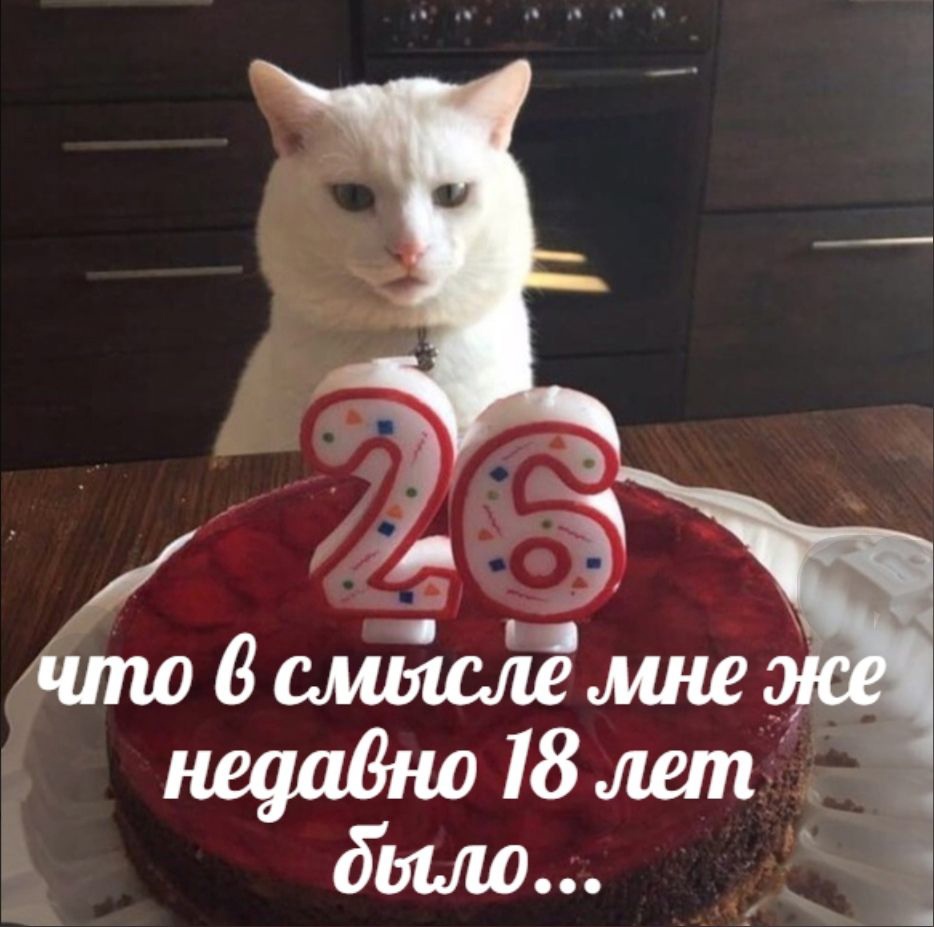 26
что в смысле мне же
недавно 18 лет
было...